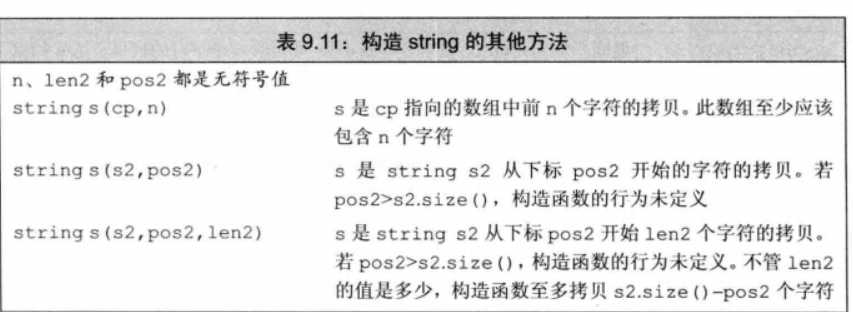 表 9.11：构造 string 的其他方法
n、len2 和 pos2 都是无符号值
string s(cp,n) s 是 cp 指向的数组中前 n 个字符的拷贝。此数组至少应该
包含 n 个字符
string s(s2,pos2) s 是 string s2 从下标 pos2 开始的字符的拷贝。若
pos2>s2.size()，构造函数的行为未定义
string s(s2,pos2,len2) s 是 string s2 从下标 pos2 开始 len2 个字符的拷贝。
若 pos2>s2.size()，构造函数的行为未定义。不管 len2
的值是多少，构造函数至多拷贝 s2.size()-pos2 个字符